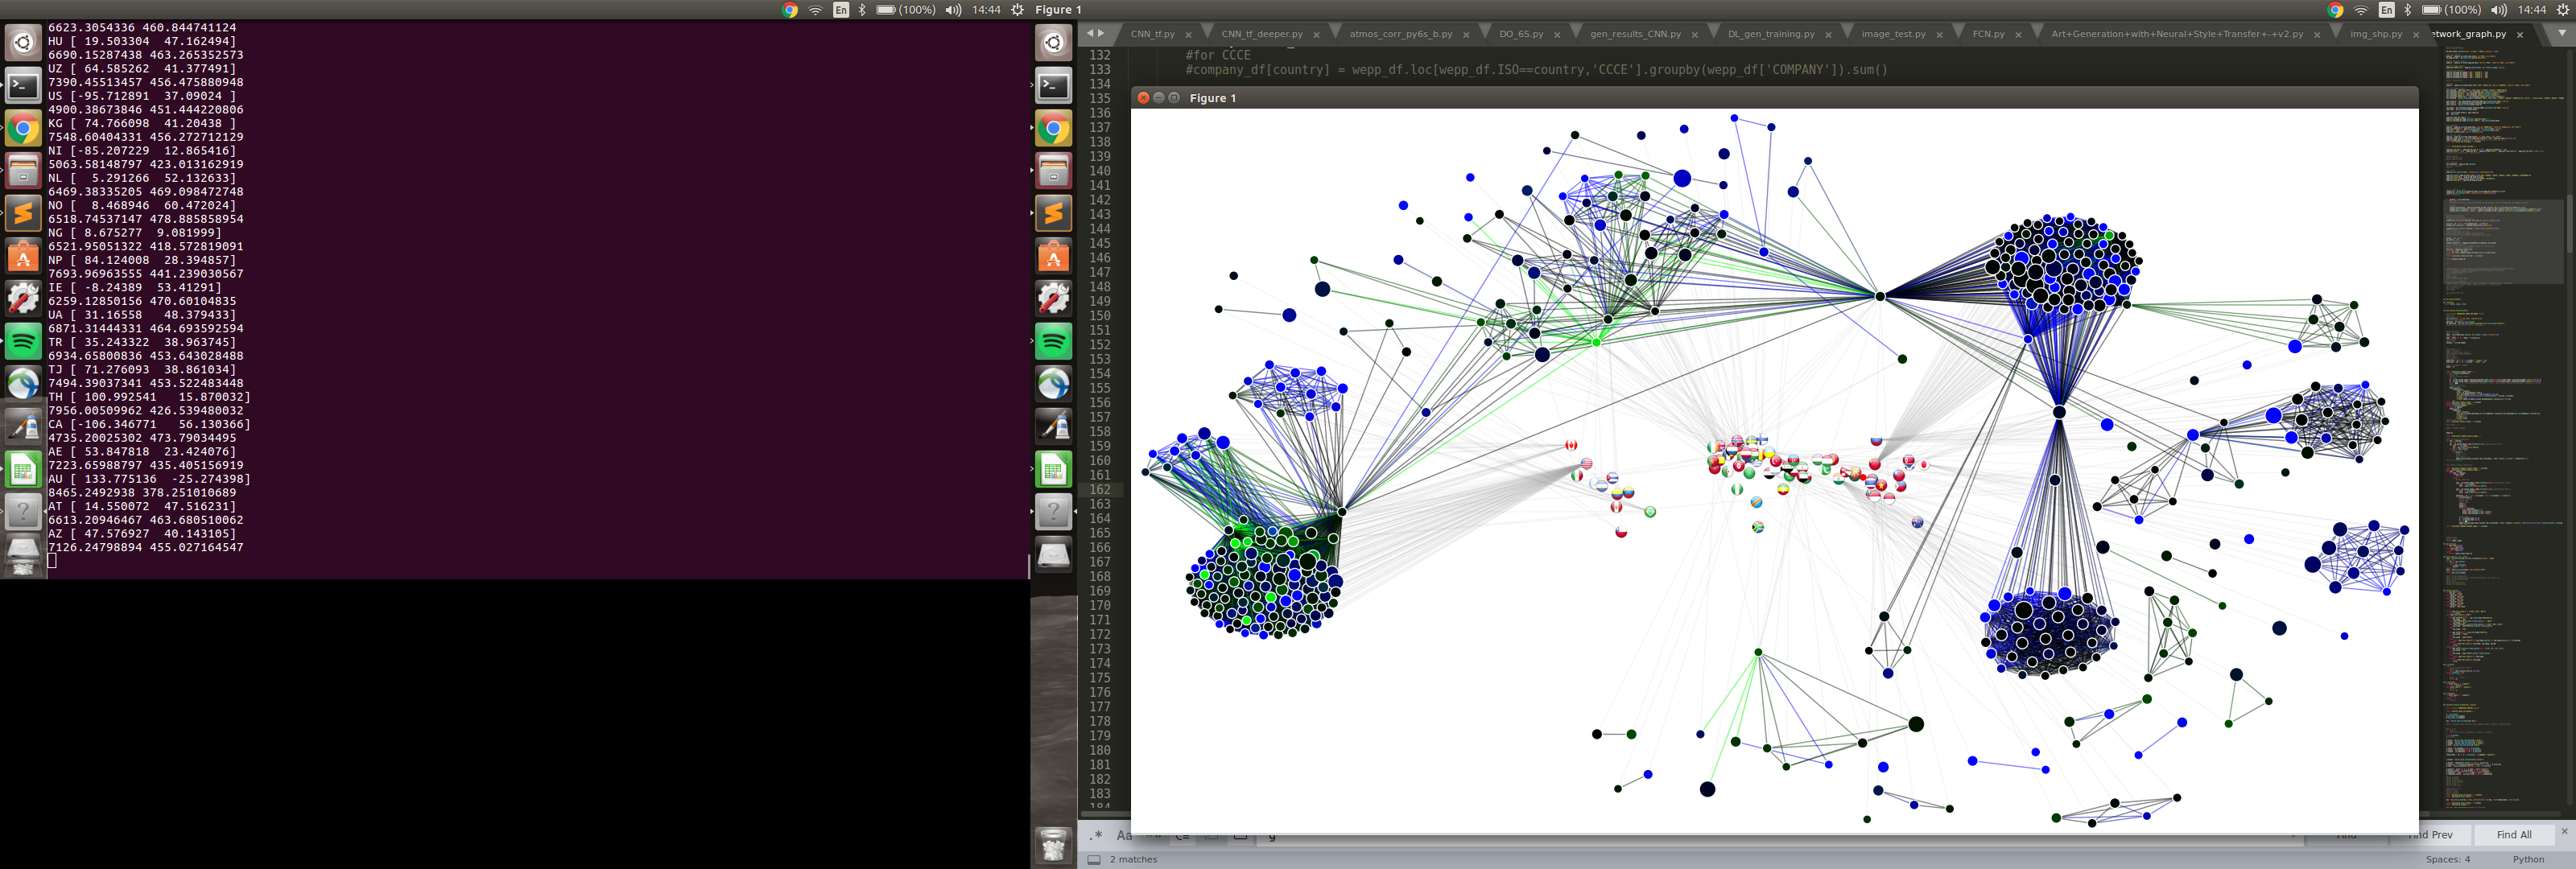 En (100%) 14:44 Figure 1
En (100%) 14:44
6623.3054336 460.844741124
HU [ 19.503304  47.162494]
6690.15287438 463.265352573
UZ [ 64.585262  41.377491]
7390.45513457 456.475880948
US [-95.712891  37.09024 ]
4900.38673846 451.444220806
KG [ 74.766098  41.20438 ]
7548.60404331 456.272712129
NI [-85.207229  12.865416]
5063.58148797 423.013162919
NL [  5.291266  52.132633]
6469.38335205 469.098472748
NO [  8.468946  60.472024]
6518.74537147 478.885858954
NG [ 8.675277  9.081999]
6521.95051322 418.572819091
NP [ 84.124008  28.394857]
7693.96963555 441.239030567
IE [ -8.24389  53.41291]
6259.12850156 470.60104835
UA [ 31.16558   48.379433]
6871.31444331 464.693592594
TR [ 35.243322  38.963745]
6934.65800836 453.643028488
TJ [ 71.276093  38.861034]
7494.39037341 453.522483448
TH [ 100.992541   15.870032]
7956.00509962 426.539480032
CA [-106.346771   56.130366]
4735.20025302 473.79034495
AE [ 53.847818  23.424076]
7223.65988797 435.405156919
AU [ 133.775136  -25.274398]
8465.2492938 378.251010689
AT [ 14.550072  47.516231]
6613.20946467 463.680510062
AZ [ 47.576927  40.143105]
7126.24798894 455.027164547
CNN_tf.py CNN_tf_deeper.py atmos_corr_py6s_b.py DO_6S.py gen_results_CNN.py DL_gen_training.py image_test.py FCN.py Art+Generation+with+Neural+Style+Transfer+-+v2.py img_shp.py etwork_graph.py
132 #for CCCE
133 #company_df[country] = wepp_df.loc[wepp_df.ISO==country,'CCCE'].groupby(wepp_df['COMPANY']).sum()
134
135
Figure 1
136
137
138
139
140
141
142
143
144
145
146
147
148
149
150
151
152
153
154
155
156
157
158
159
160
161
162
163
164
165
166
167
168
169
170
171
172
173
174
175
176
177
178
179
180
181
182
183
184
.* Aa g Find Find Prev Find All
2 matches Spaces: 4 Python